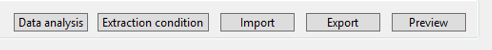 Data analysis Extraction condition Import Export Preview